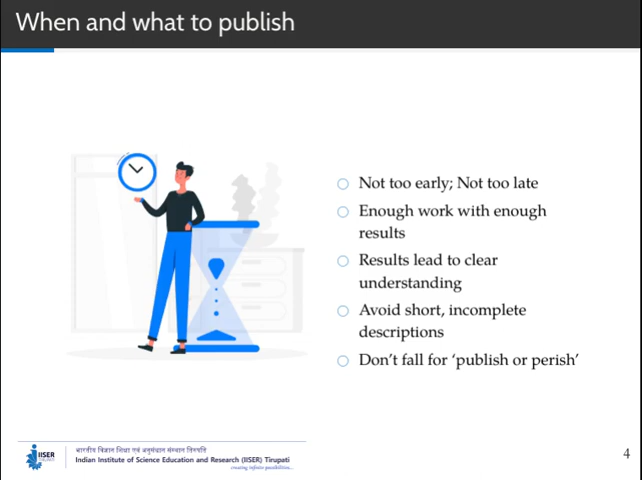 When and what to publish
Not too early; Not too late
Enough work with enough
results
Results lead to clear
understanding
Avoid short, incomplete
descriptions
Don't fall for ‘publish or perish’
IISER
TIRUPATI
भारतीय विज्ञान शिक्षा एवं अनुसंधान संस्थान तिरुपति
Indian Institute of Science Education and Research (IISER) Tirupati
creating infinite possibilities...
4